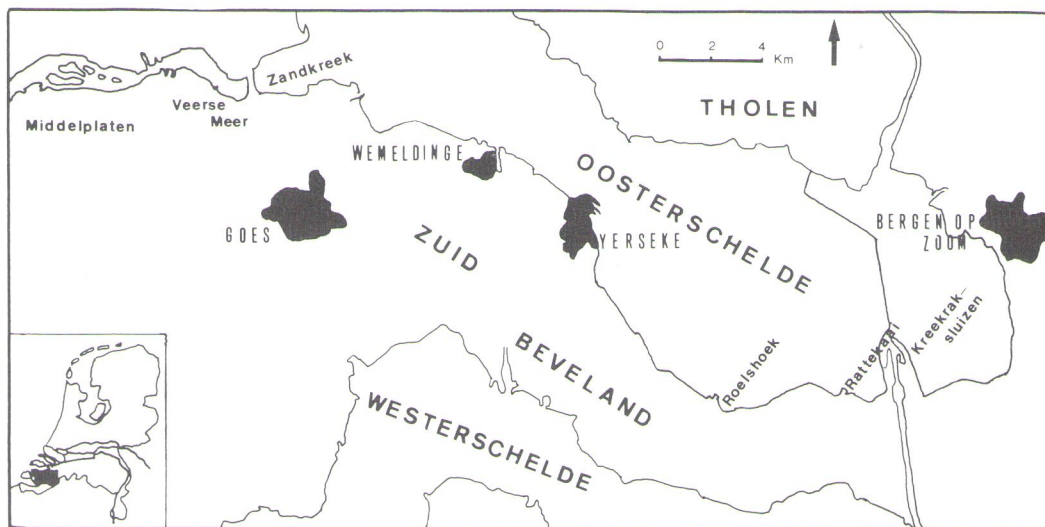 Zandkreek
0 2 4
Km
THOLEN
Veerse
Meer
Middelplaten
WEMELDINGE
OOSTERSCHELDE
GOES
ZUID
YERSEKE
BERGEN OP
ZOOM
Kreekrak-
sluizen
BEVELAND
Roelshoek
Rattekaai
WESTERSCHELDE